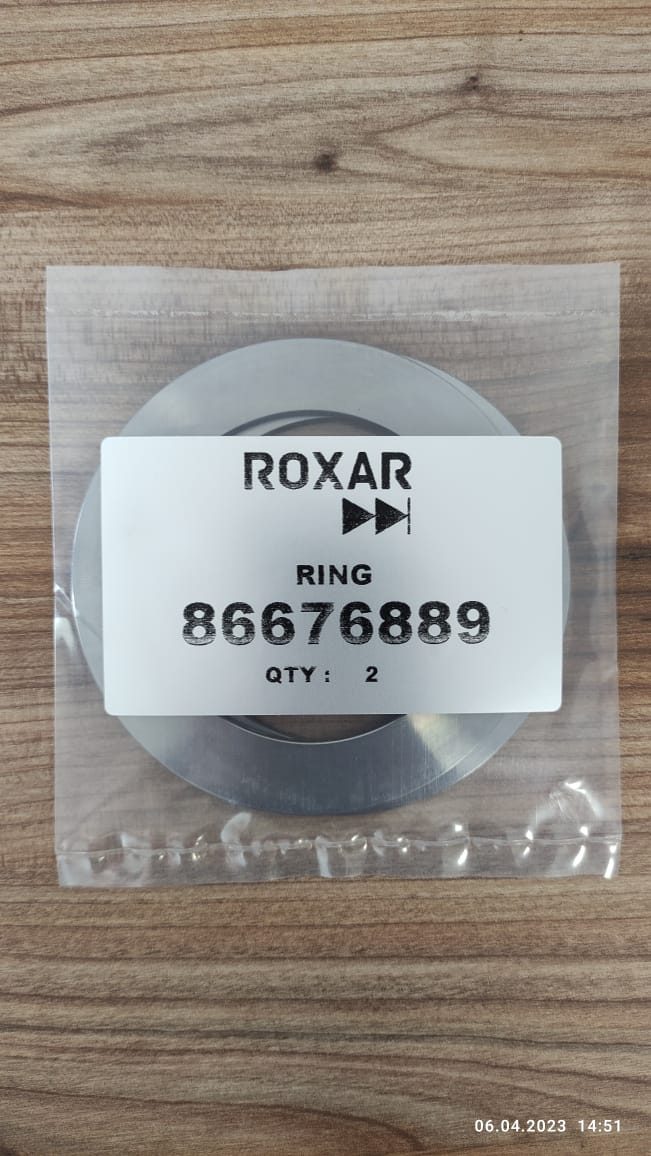 ROXAR
RING
86676889
QTY: 2
06.04.2023 14:51